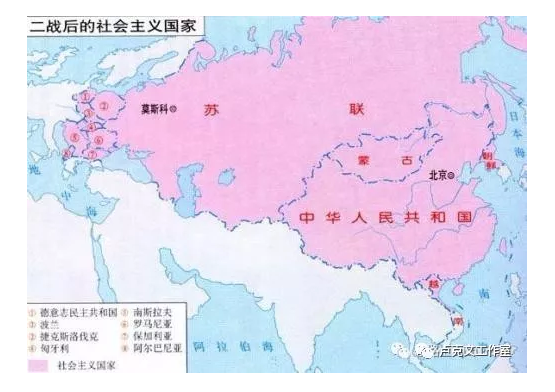 二战后的社会主义国家
莫斯科
苏 联
日本海
蒙 古
朝鲜
北京
地 中 海
中华人民共和国
越 南
南 海
阿 拉 伯 海
① 德意志民主共和国 ⑤ 南斯拉夫
② 波兰 ⑥ 罗马尼亚
③ 捷克斯洛伐克 ⑦ 保加利亚
④ 匈牙利 ⑧ 阿尔巴尼亚
社会主义国家
文工作室